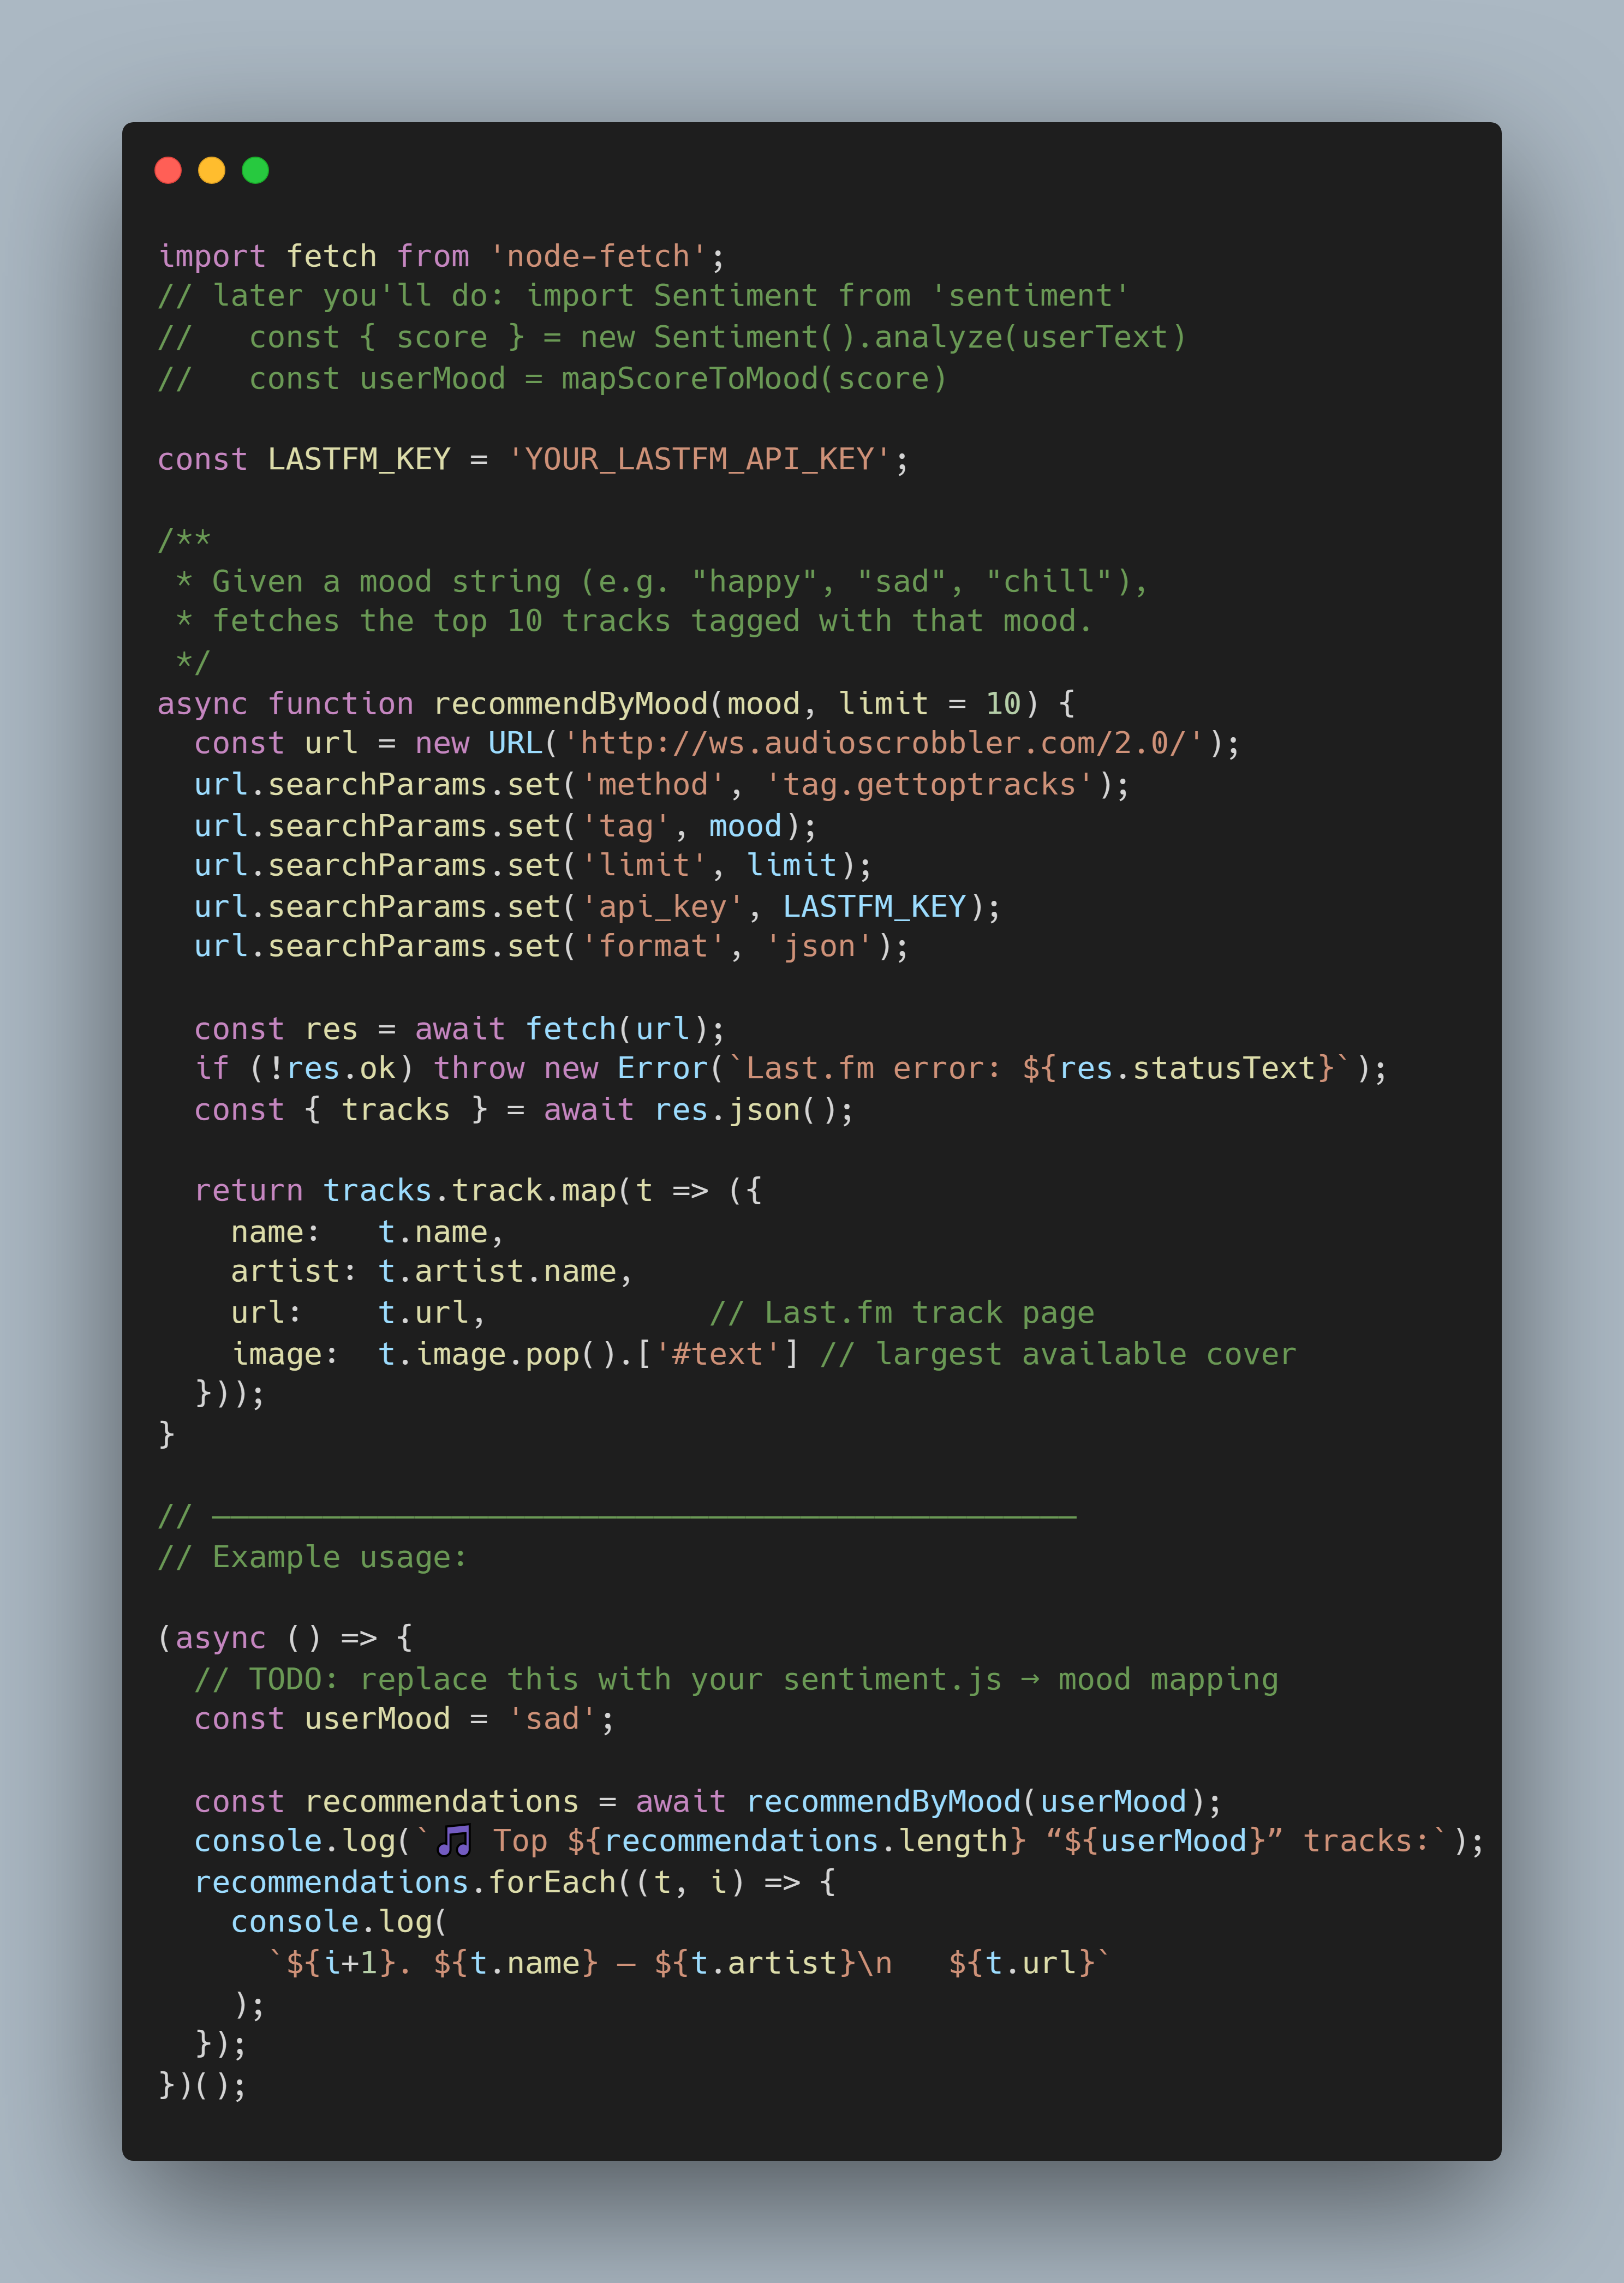 import fetch from 'node-fetch';
// later you'll do: import Sentiment from 'sentiment'
//   const { score } = new Sentiment().analyze(userText)
//   const userMood = mapScoreToMood(score)

const LASTFM_KEY = 'YOUR_LASTFM_API_KEY';

/**
 * Given a mood string (e.g. "happy", "sad", "chill"),
 * fetches the top 10 tracks tagged with that mood.
 */
async function recommendByMood(mood, limit = 10) {
  const url = new URL('http://ws.audioscrobbler.com/2.0/');
  url.searchParams.set('method', 'tag.gettoptracks');
  url.searchParams.set('tag', mood);
  url.searchParams.set('limit', limit);
  url.searchParams.set('api_key', LASTFM_KEY);
  url.searchParams.set('format', 'json');

  const res = await fetch(url);
  if (!res.ok) throw new Error(`Last.fm error: ${res.statusText}`);
  const { tracks } = await res.json();

  return tracks.track.map(t => ({
    name:   t.name,
    artist: t.artist.name,
    url:    t.url,            // Last.fm track page
    image:  t.image.pop().['#text'] // largest available cover
  }));
}

// ───────────────────────────────────────────────
// Example usage:

(async () => {
  // TODO: replace this with your sentiment.js → mood mapping
  const userMood = 'sad';

  const recommendations = await recommendByMood(userMood);
  console.log(`🎵 Top ${recommendations.length} “${userMood}” tracks:`);
  recommendations.forEach((t, i) => {
    console.log(
      `${i+1}. ${t.name} — ${t.artist}\n   ${t.url}`
    );
  });
})();